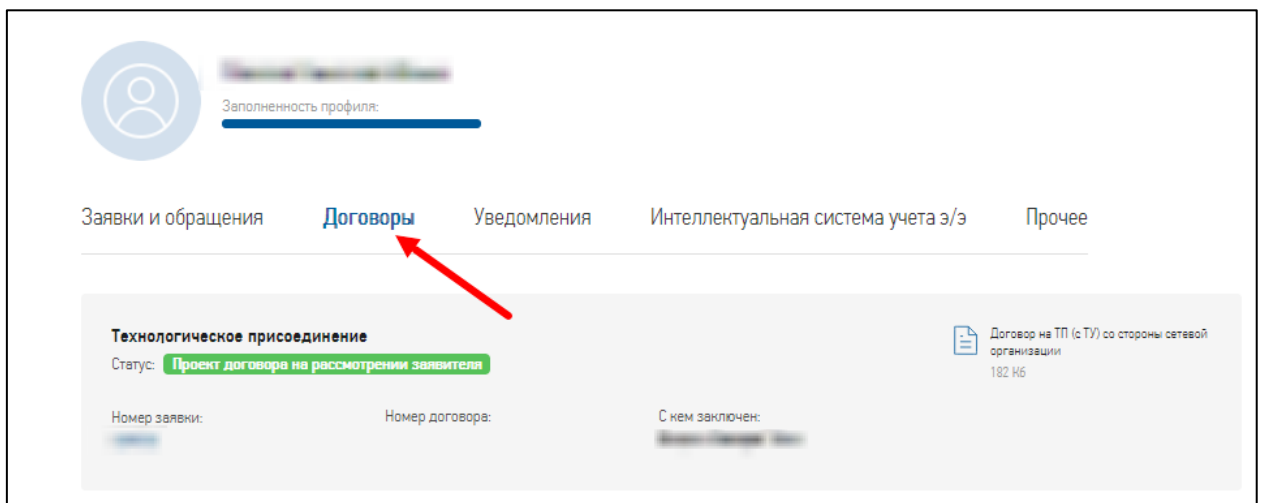 Заполненность профиля:
Заявки и обращения Договоры Уведомления Интеллектуальная система учета э/э Прочее
Технологическое присоединение
Статус: Проект договора на рассмотрении заявителя
Договор на ТП (с ТУ) со стороны сетевой
организации
182 Кб
Номер заявки: Номер договора: С кем заключен: